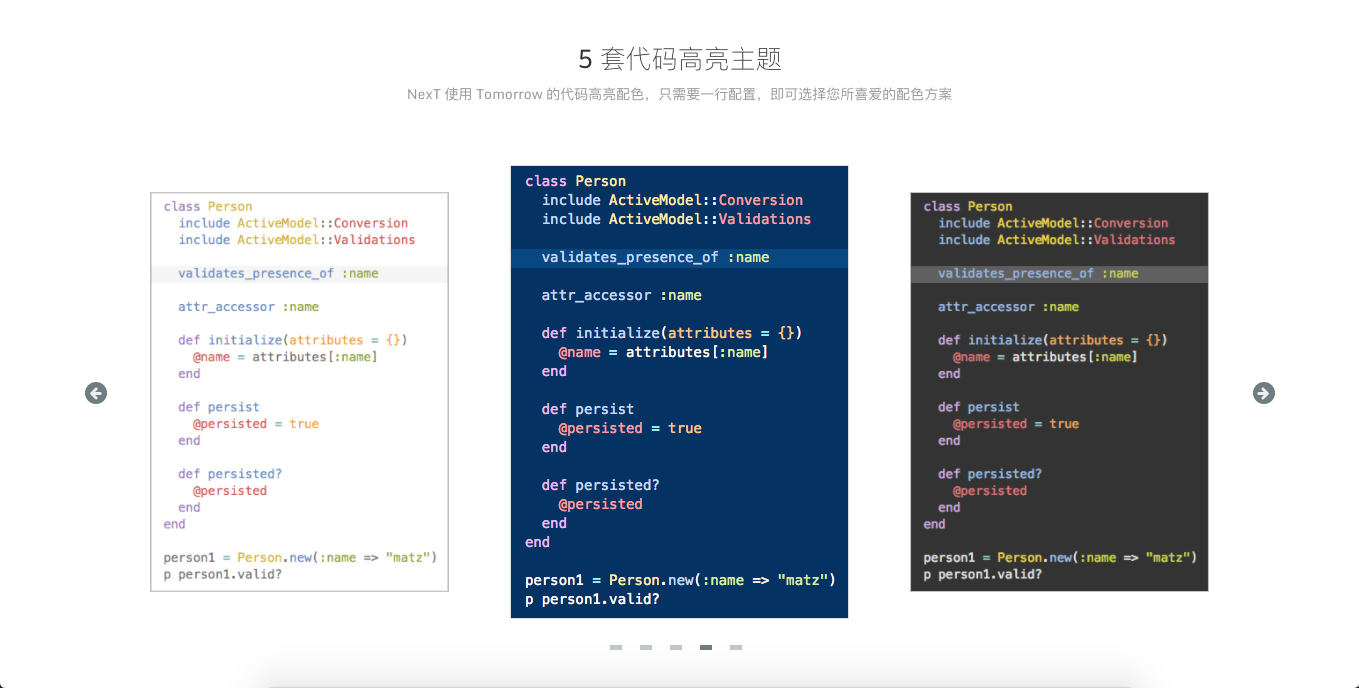 5 套代码高亮主题
NexT 使用 Tomorrow 的代码高亮配色，只需要一行配置，即可选择您所喜爱的配色方案
class Person
  include ActiveModel::Conversion
  include ActiveModel::Validations
  validates_presence_of :name
  attr_accessor :name
  def initialize(attributes = {})
    @name = attributes[:name]
  end
  def persist
    @persisted = true
  end
  def persisted?
    @persisted
  end
end
person1 = Person.new(:name => "matz")
p person1.valid?
class Person
  include ActiveModel::Conversion
  include ActiveModel::Validations
  validates_presence_of :name
  attr_accessor :name
  def initialize(attributes = {})
    @name = attributes[:name]
  end
  def persist
    @persisted = true
  end
  def persisted?
    @persisted
  end
end
person1 = Person.new(:name => "matz")
p person1.valid?
class Person
  include ActiveModel::Conversion
  include ActiveModel::Validations
  validates_presence_of :name
  attr_accessor :name
  def initialize(attributes = {})
    @name = attributes[:name]
  end
  def persist
    @persisted = true
  end
  def persisted?
    @persisted
  end
end
person1 = Person.new(:name => "matz")
p person1.valid?